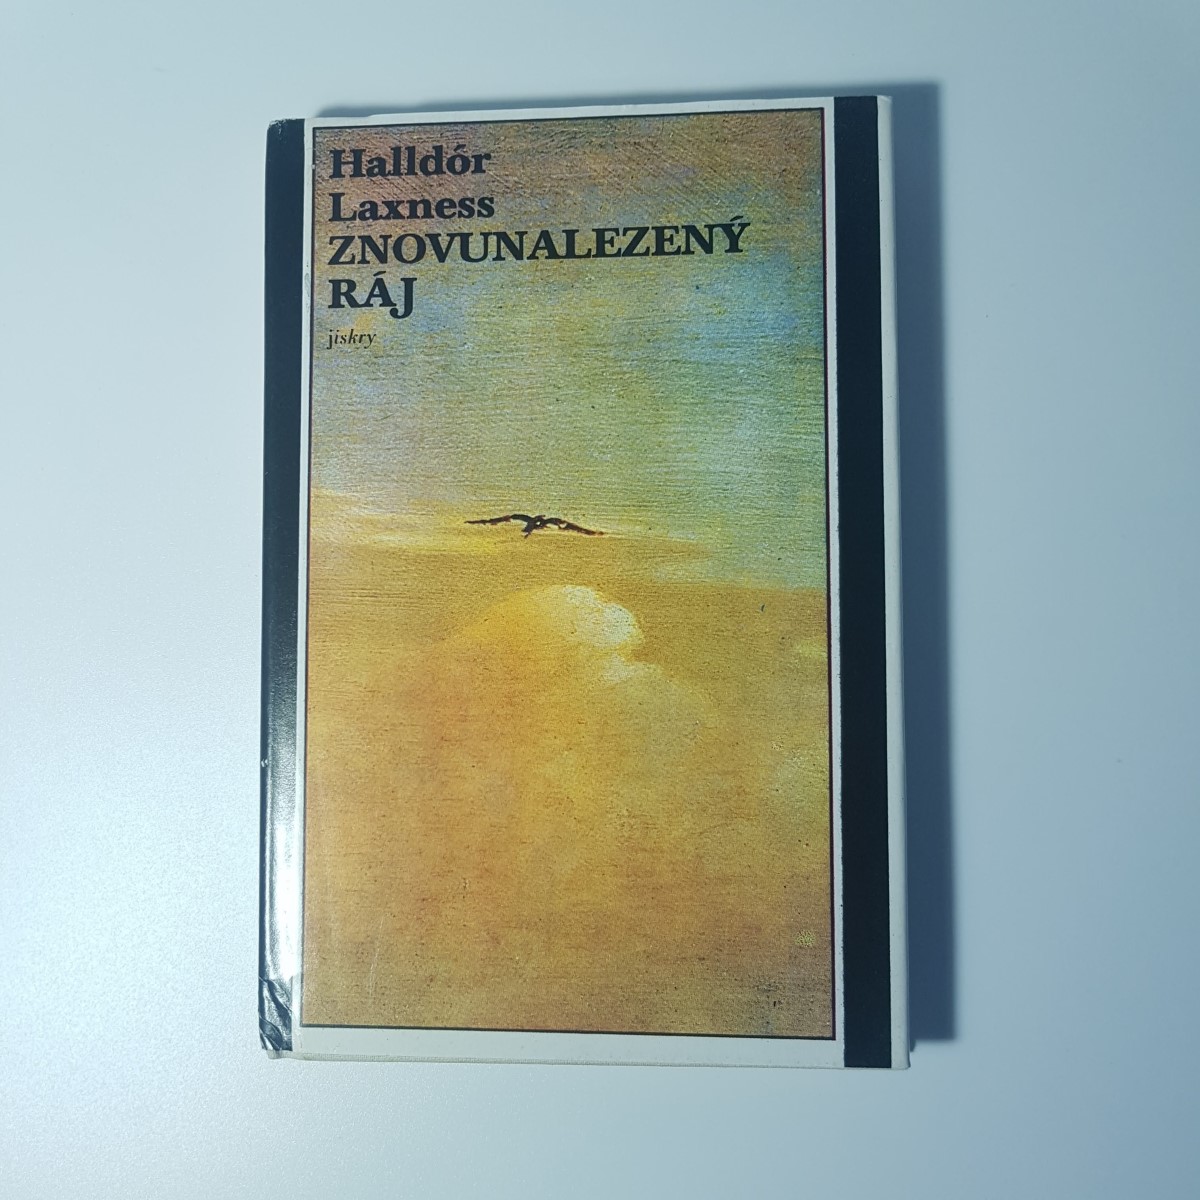 Halldór
Laxness
ZNOVUNALEZENÝ
RÁJ
jiskry